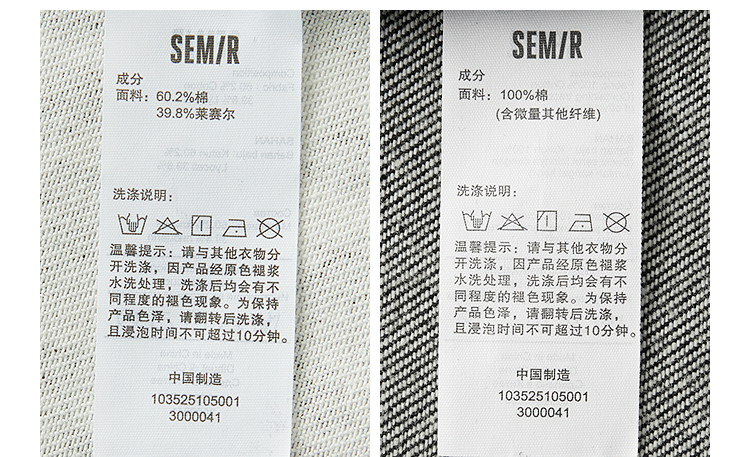 SEMIR
成分
面料：60.2%棉
39.8%莱赛尔
洗涤说明：
温馨提示：请与其他衣物分
开洗涤，因产品经原色褪浆
水洗处理，洗涤后均会有不
同程度的褪色现象。为保持
产品色泽，请翻转后洗涤，
且浸泡时间不可超过10分钟。
中国制造
103525105001
3000041
SEMIR
成分
面料：100%棉
(含微量其他纤维)
洗涤说明：
温馨提示：请与其他衣物分
开洗涤，因产品经原色褪浆
水洗处理，洗涤后均会有不
同程度的褪色现象。为保持
产品色泽，请翻转后洗涤，
且浸泡时间不可超过10分钟。
中国制造
103525105001
3000041